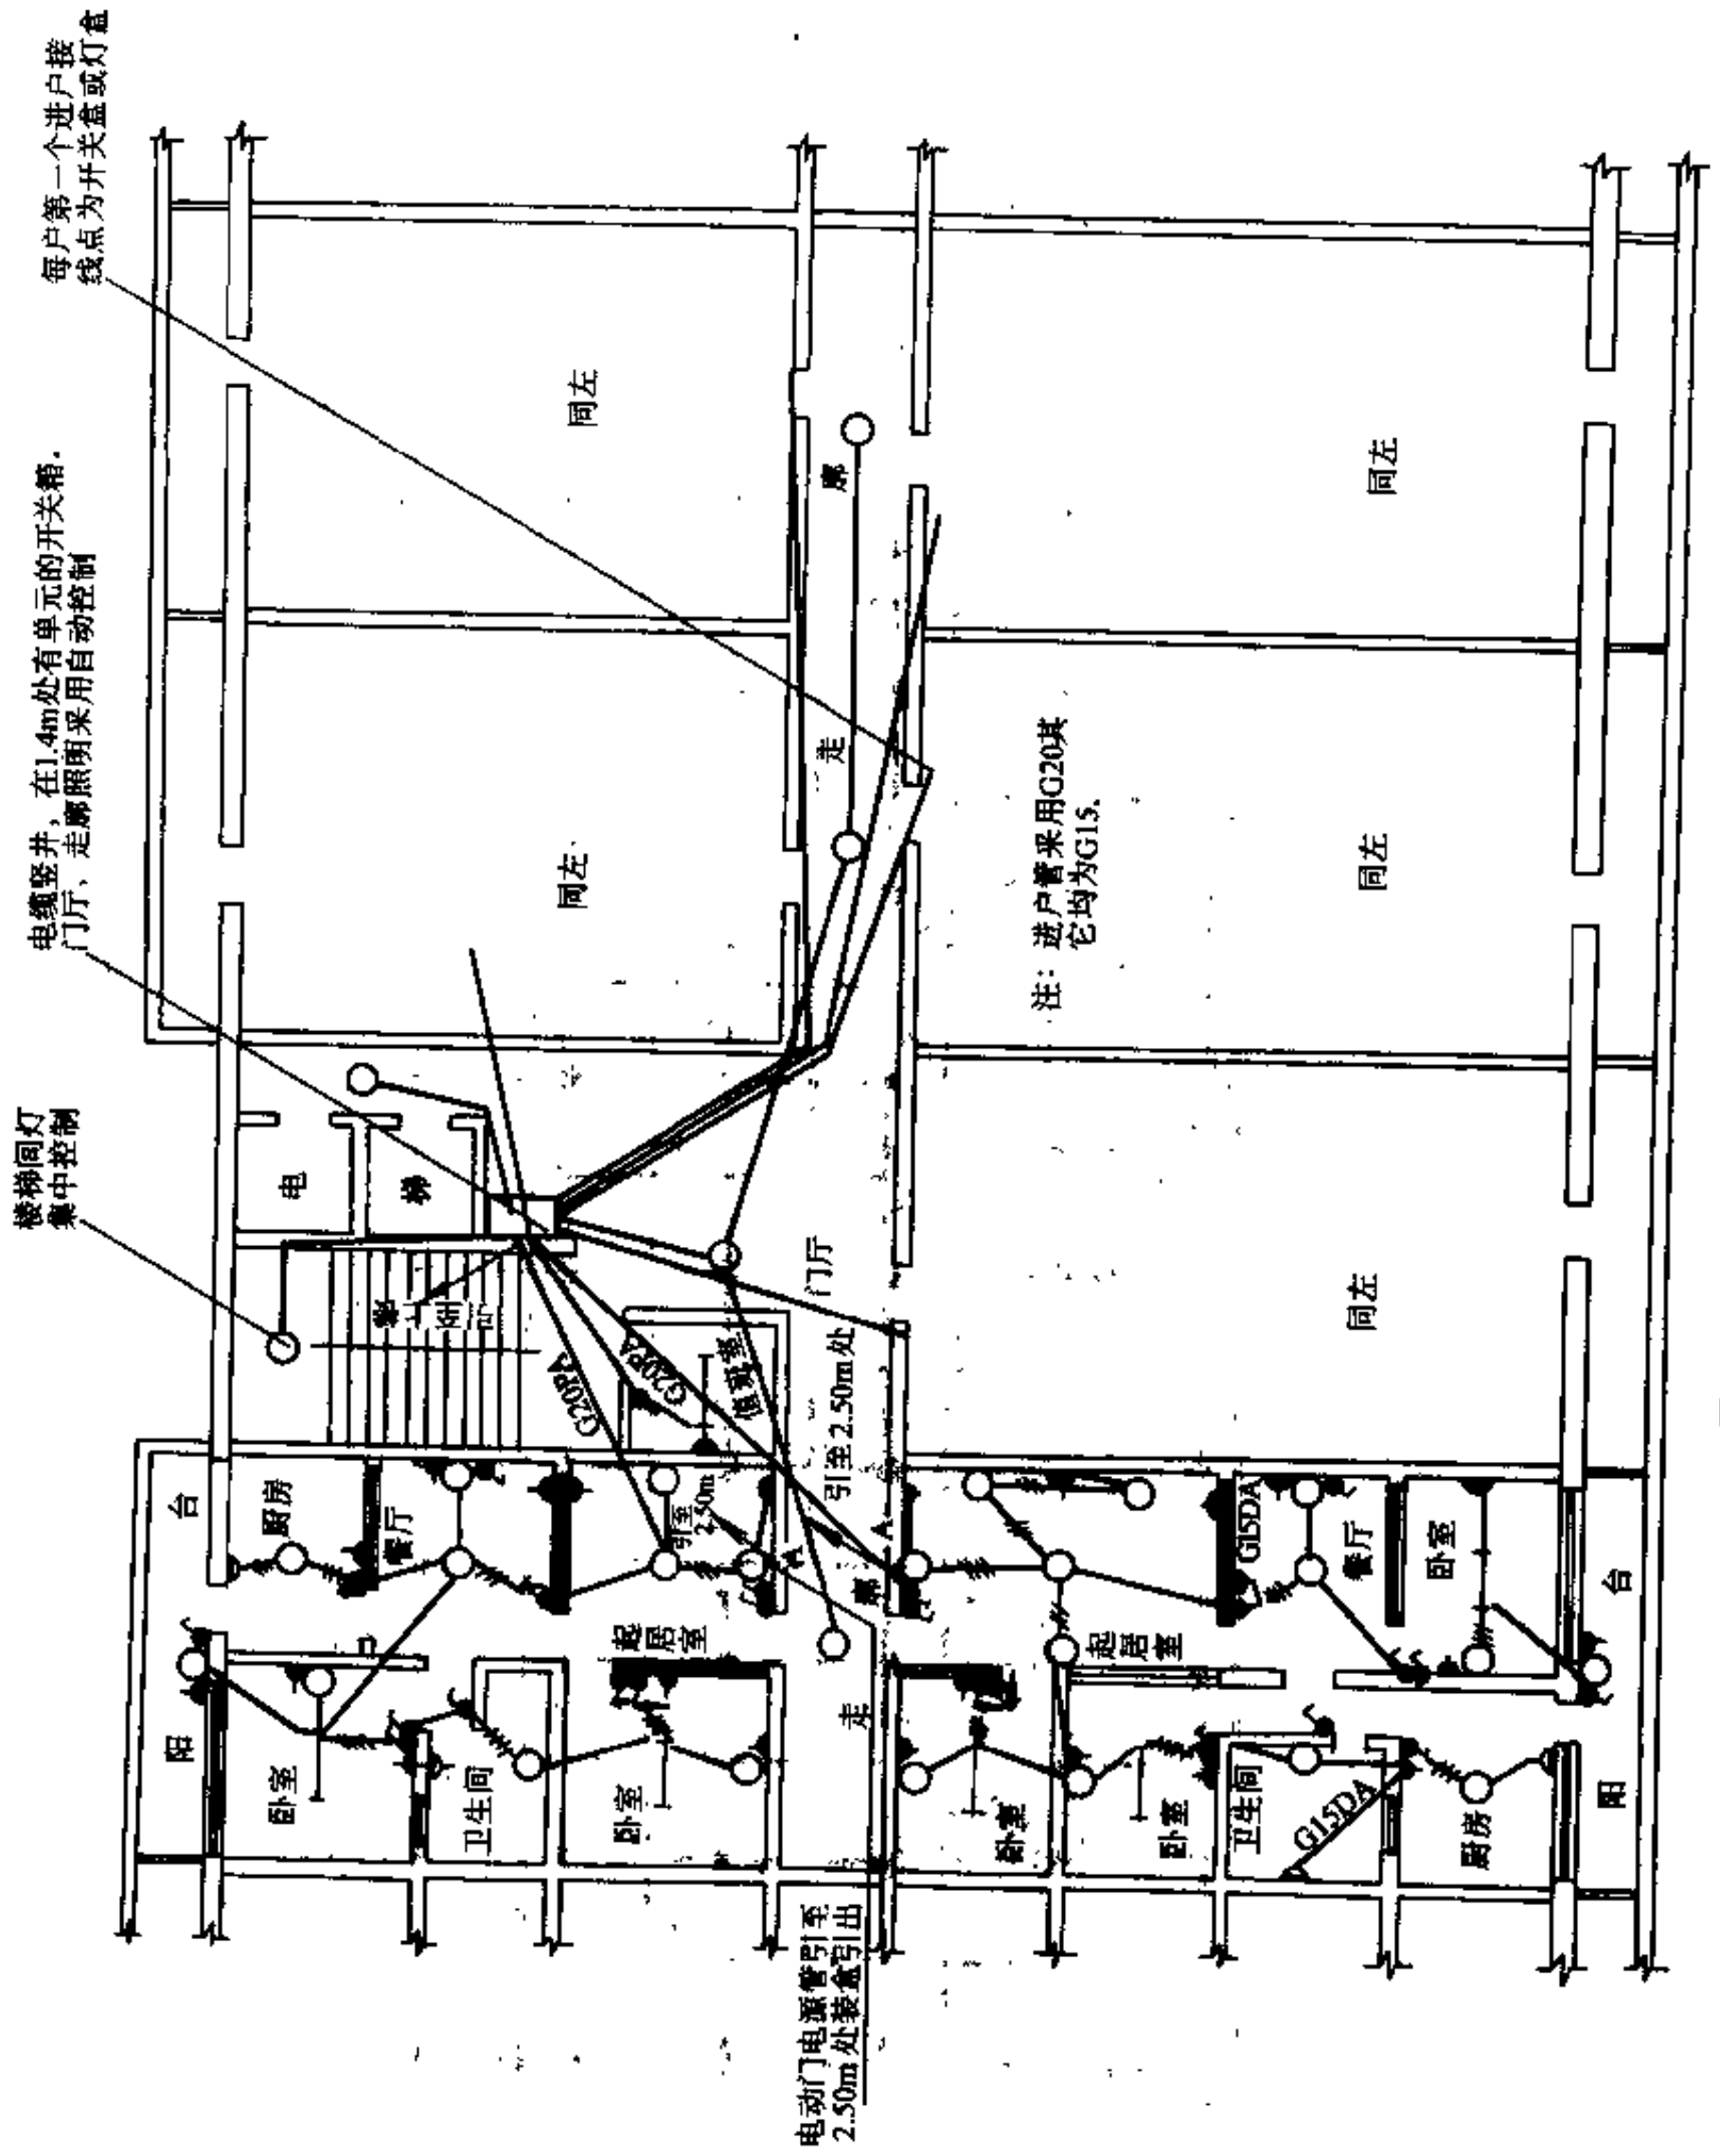 楼梯间灯
集中控制
电缆竖井，在1.4m处有单元的开关箱.
门厅、走廊照明采用自动控制
每户第一个进户接
线点为开关盒或灯盒
电动门电源管引至
2.50m 处装盒引出
阳
台
厨房
餐厅
卧室
卫生间
起
居
室
卧室
引至
2.50m
G20PA
G20PA
值班室
电
梯
门厅
引至2.50m处
走
廊
走
廊
同左
同左
卧室
起
居
室
卧室
卫生间
G15DA
G15DA
厨房
餐厅
卧室
阳
台
同左
同左
同左
注：进户管采用G20其
它均为G15.